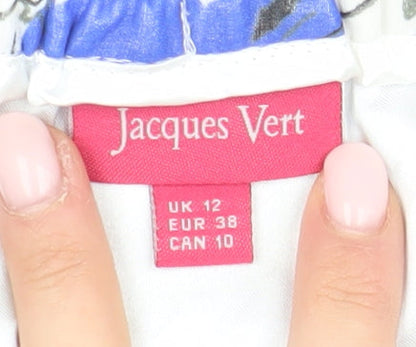 Jacques Vert
UK 12
EUR 38
CAN 10